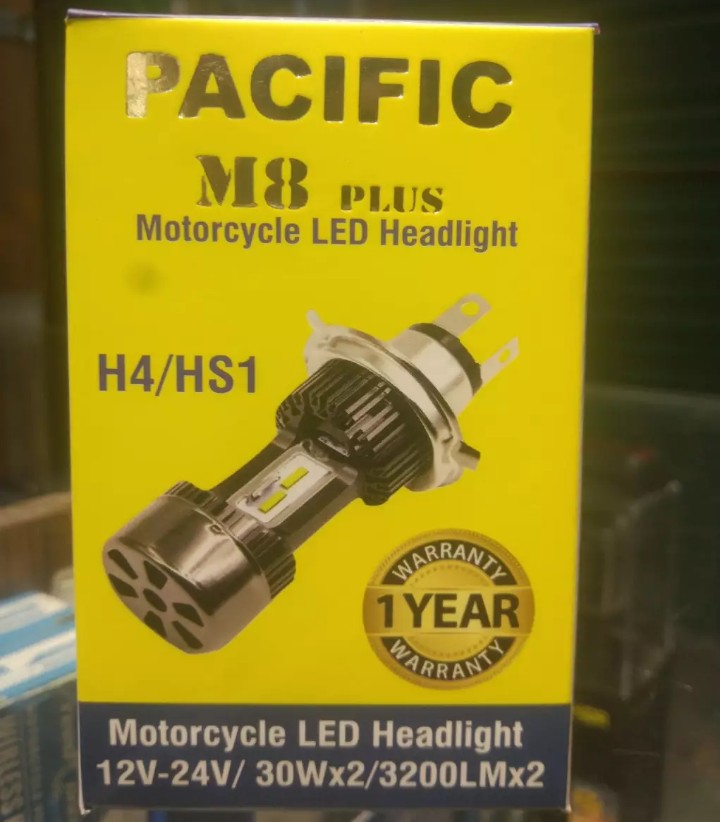 PACIFIC
M8 PLUS
Motorcycle LED Headlight
H4/HS1
WARRANTY
1 YEAR
WARRANTY
Motorcycle LED Headlight
12V-24V/ 30Wx2/3200LMx2